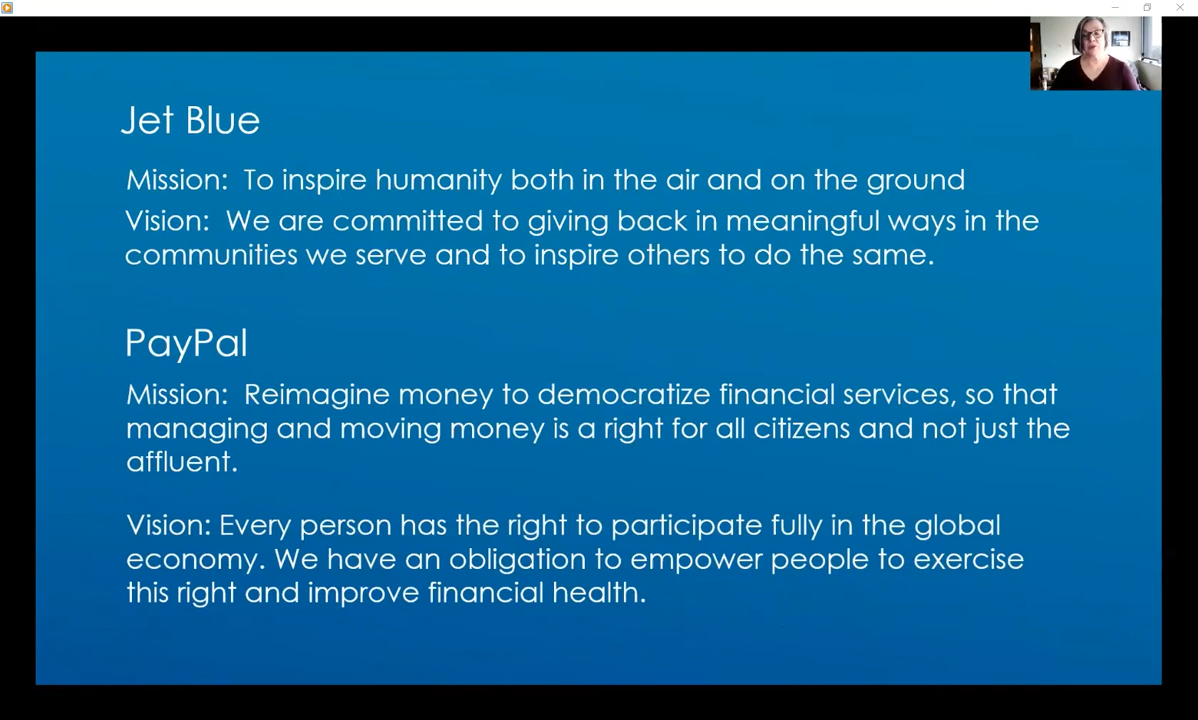 Jet Blue
Mission: To inspire humanity both in the air and on the ground
Vision: We are committed to giving back in meaningful ways in the
communities we serve and to inspire others to do the same.
PayPal
Mission: Reimagine money to democratize financial services, so that
managing and moving money is a right for all citizens and not just the
affluent.
Vision: Every person has the right to participate fully in the global
economy. We have an obligation to empower people to exercise
this right and improve financial health.